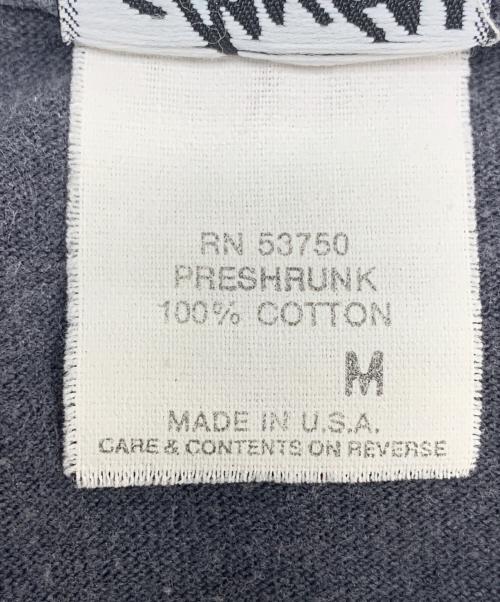 RN 53750
PRESHRUNK
100% COTTON
M
MADE IN U.S.A.
CARE & CONTENTS ON REVERSE